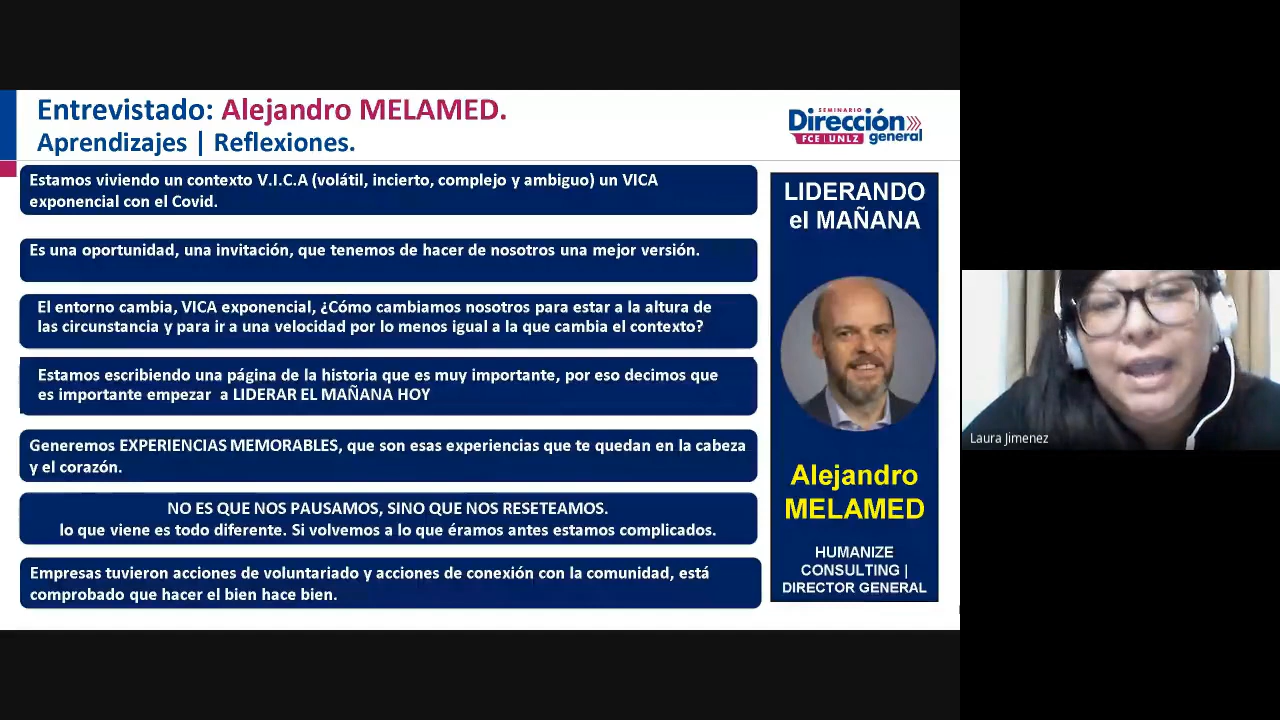 Entrevistado: Alejandro MELAMED.
Aprendizajes | Reflexiones.
SEMINARIO
Dirección
FCE | UNLZ general
Estamos viviendo un contexto V.I.C.A (volátil, incierto, complejo y ambiguo) un VICA
exponencial con el Covid.
Es una oportunidad, una invitación, que tenemos de hacer de nosotros una mejor versión.
El entorno cambia, VICA exponencial, ¿Cómo cambiamos nosotros para estar a la altura de
las circunstancia y para ir a una velocidad por lo menos igual a la que cambia el contexto?
Estamos escribiendo una página de la historia que es muy importante, por eso decimos que
es importante empezar a LIDERAR EL MAÑANA HOY
Generemos EXPERIENCIAS MEMORABLES, que son esas experiencias que te quedan en la cabeza
y el corazón.
NO ES QUE NOS PAUSAMOS, SINO QUE NOS RESETEAMOS.
lo que viene es todo diferente. Si volvemos a lo que éramos antes estamos complicados.
Empresas tuvieron acciones de voluntariado y acciones de conexión con la comunidad, está
comprobado que hacer el bien hace bien.
LIDERANDO
el MAÑANA
Alejandro
MELAMED
HUMANIZE
CONSULTING |
DIRECTOR GENERAL
Laura Jimenez